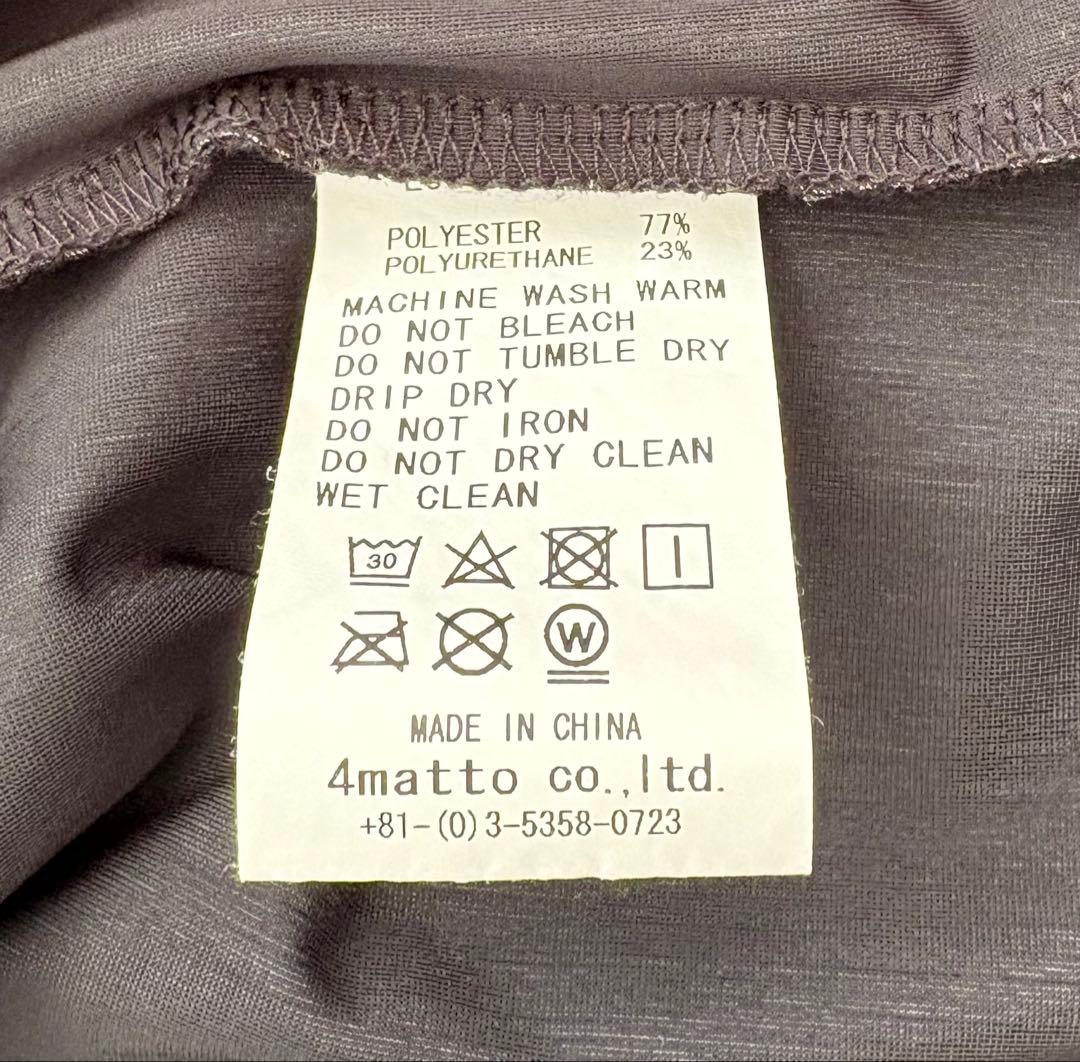 POLYESTER 77%
POLYURETHANE 23%
MACHINE WASH WARM
DO NOT BLEACH
DO NOT TUMBLE DRY
DRIP DRY
DO NOT IRON
DO NOT DRY CLEAN
WET CLEAN
30
W
MADE IN CHINA
4matto co.,ltd.
+81-(0)3-5358-0723